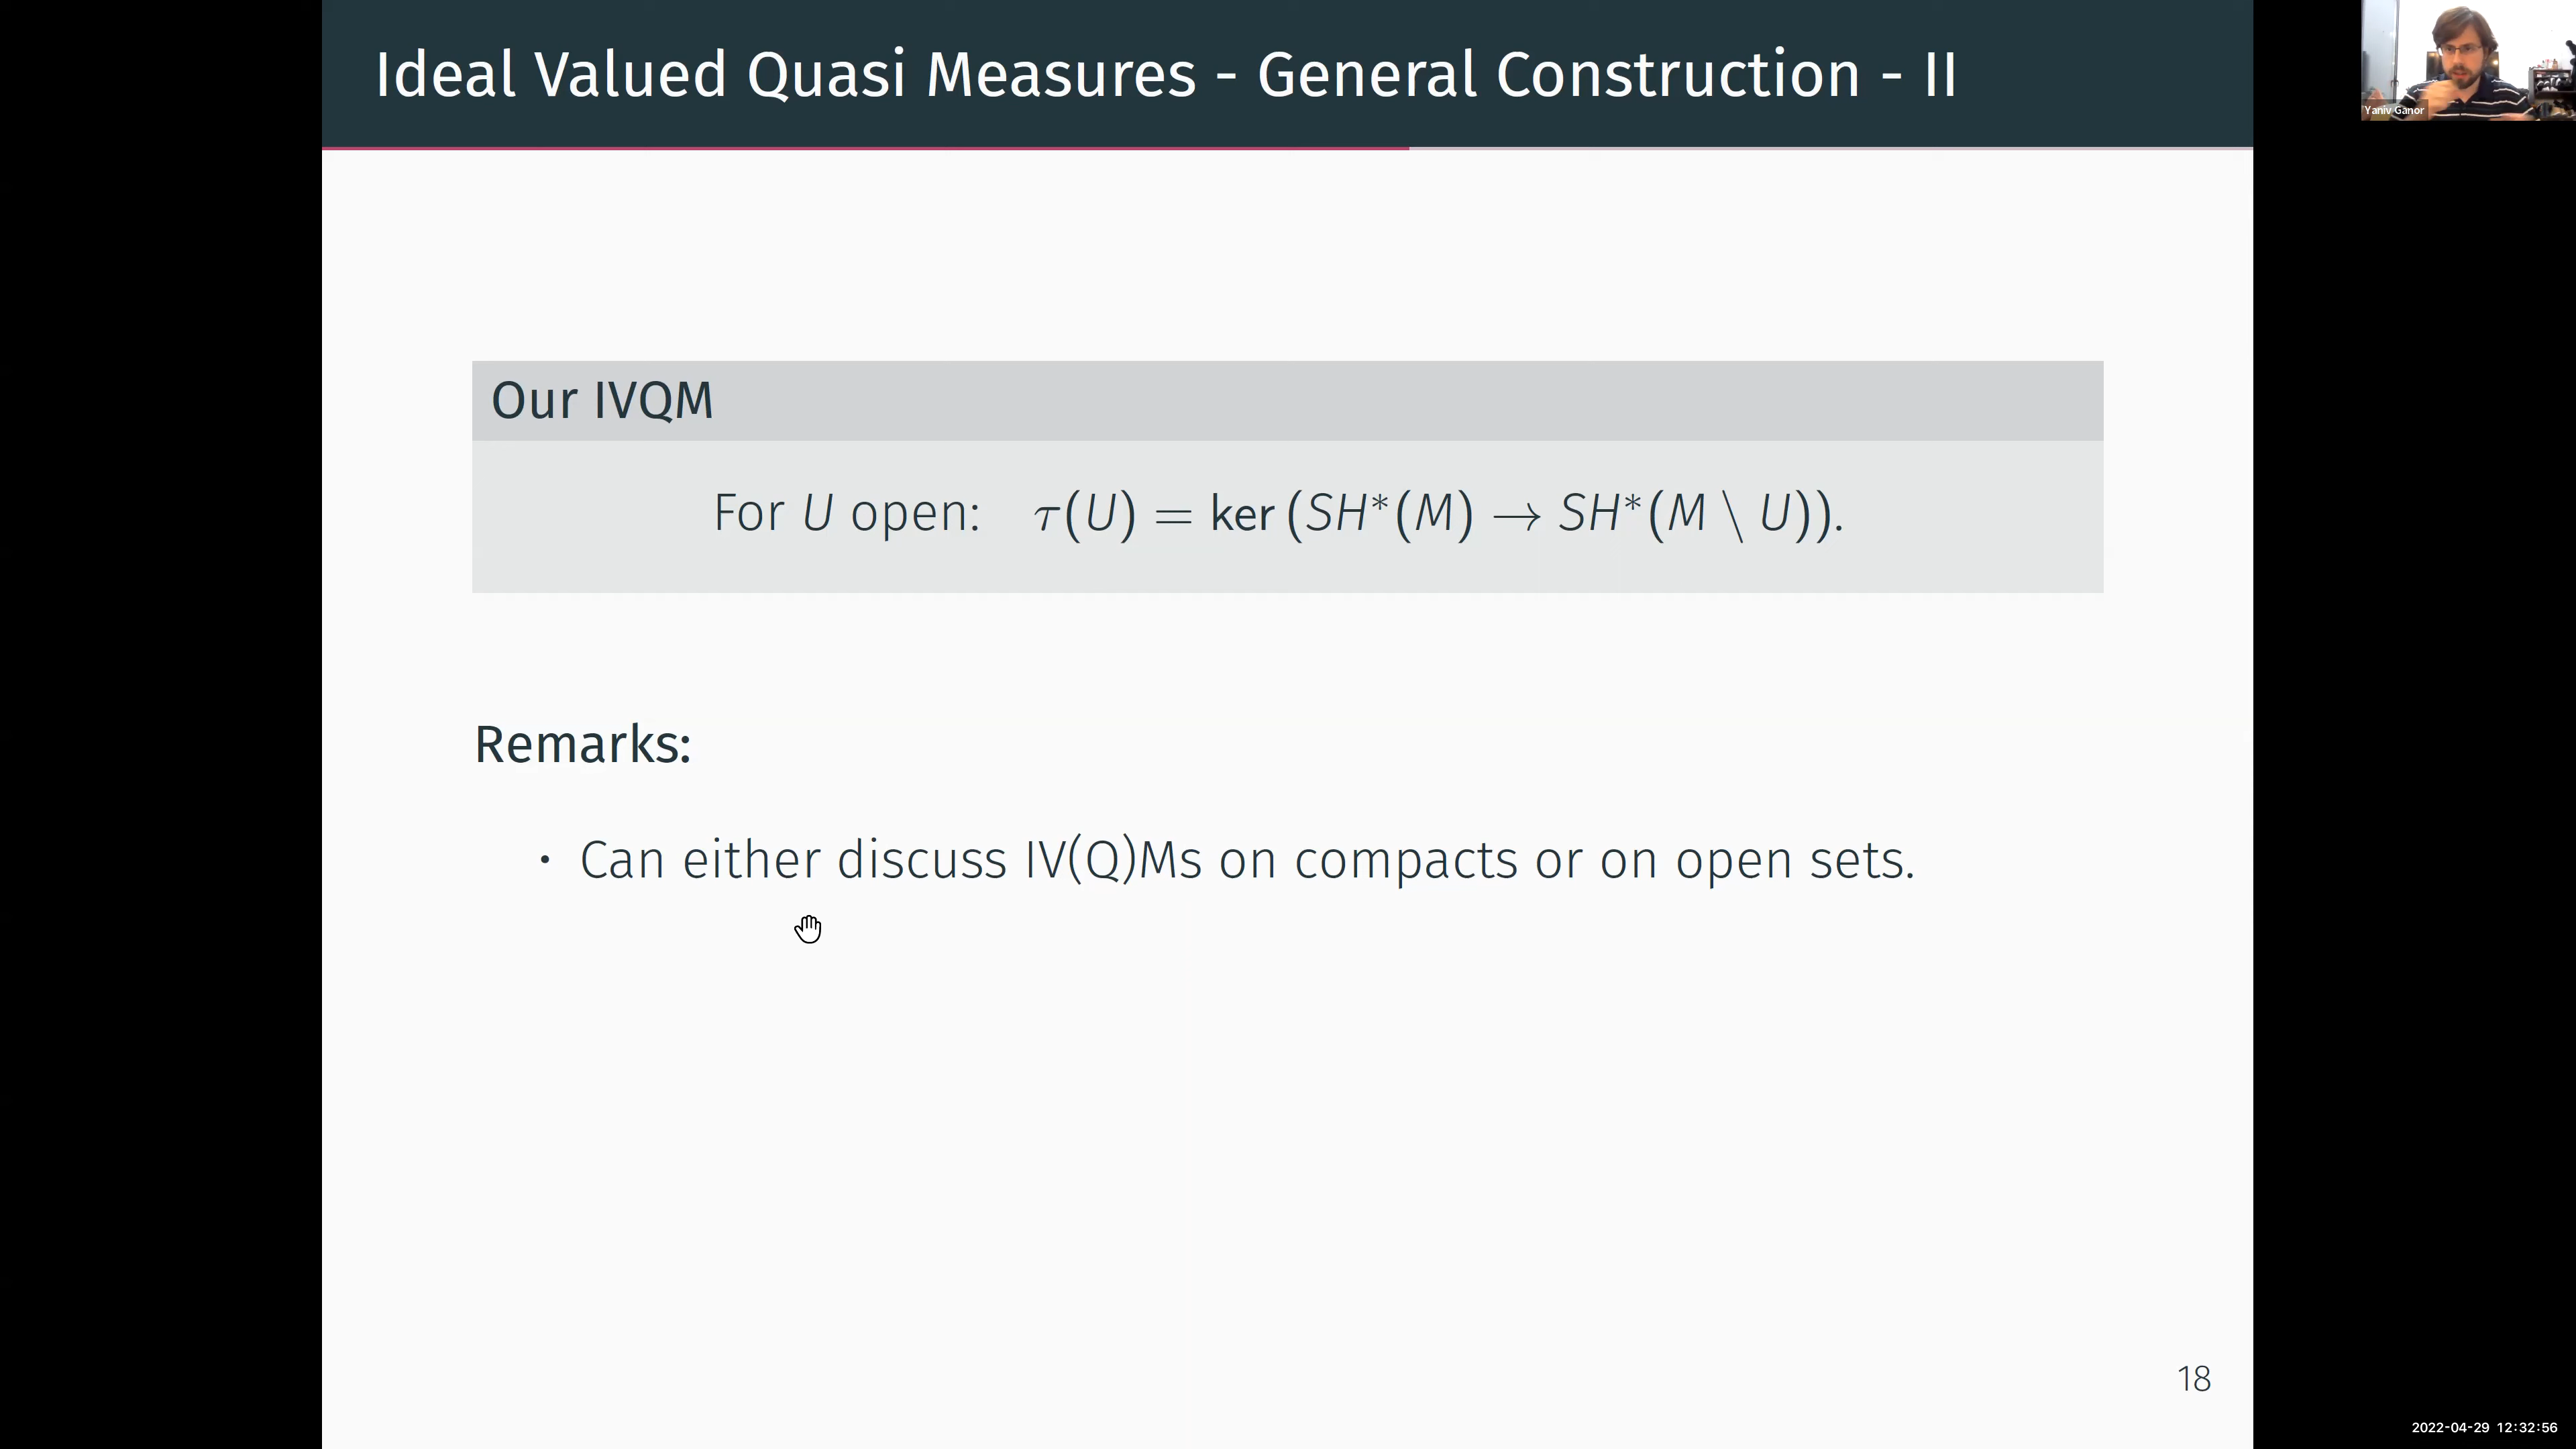 Ideal Valued Quasi Measures - General Construction - II
Yaniv Ganor
Our IVQM
For U open: τ(U) = ker (SH*(M) → SH*(M \ U)).
Remarks:
• Can either discuss IV(Q)Ms on compacts or on open sets.
18
2022-04-29 12:32:56